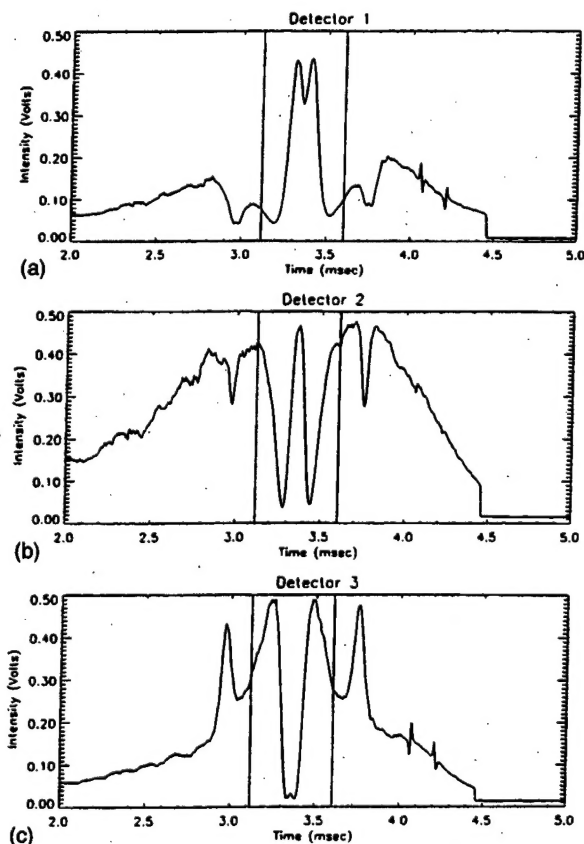 Detector 1
Intensity (Volts)
0.50
0.40
0.30
0.20
0.10
0.00
2.0 2.5 3.0 3.5 4.0 4.5 5.0
Time (msec)
(a)
Detector 2
Intensity (Volts)
0.50
0.40
0.30
0.20
0.10
0.00
2.0 2.5 3.0 3.5 4.0 4.5 5.0
Time (msec)
(b)
Detector 3
Intensity (Volts)
0.50
0.40
0.30
0.20
0.10
0.00
2.0 2.5 3.0 3.5 4.0 4.5 5.0
Time (msec)
(c)